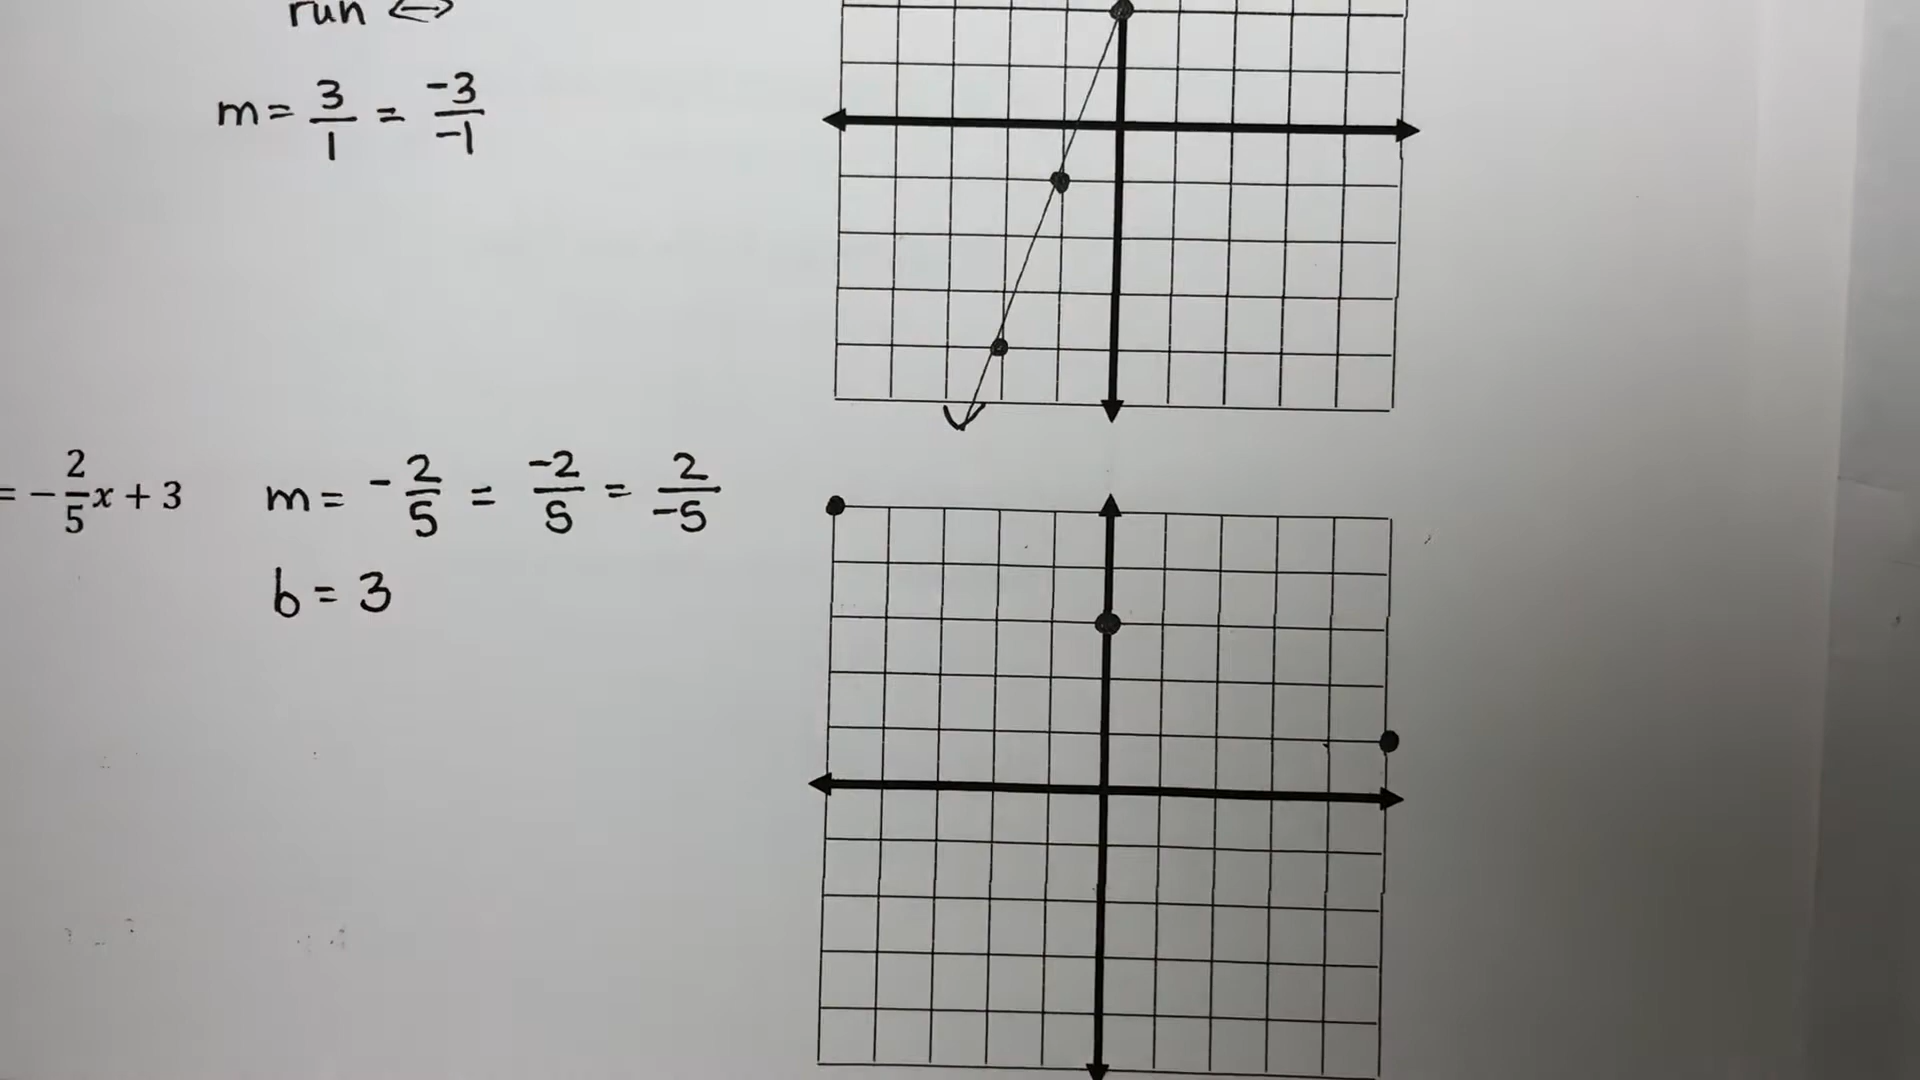 run ↔
m = 3/1 = -3/-1
= -2/5x + 3
m = -2/5 = -2/5 = 2/-5
b = 3